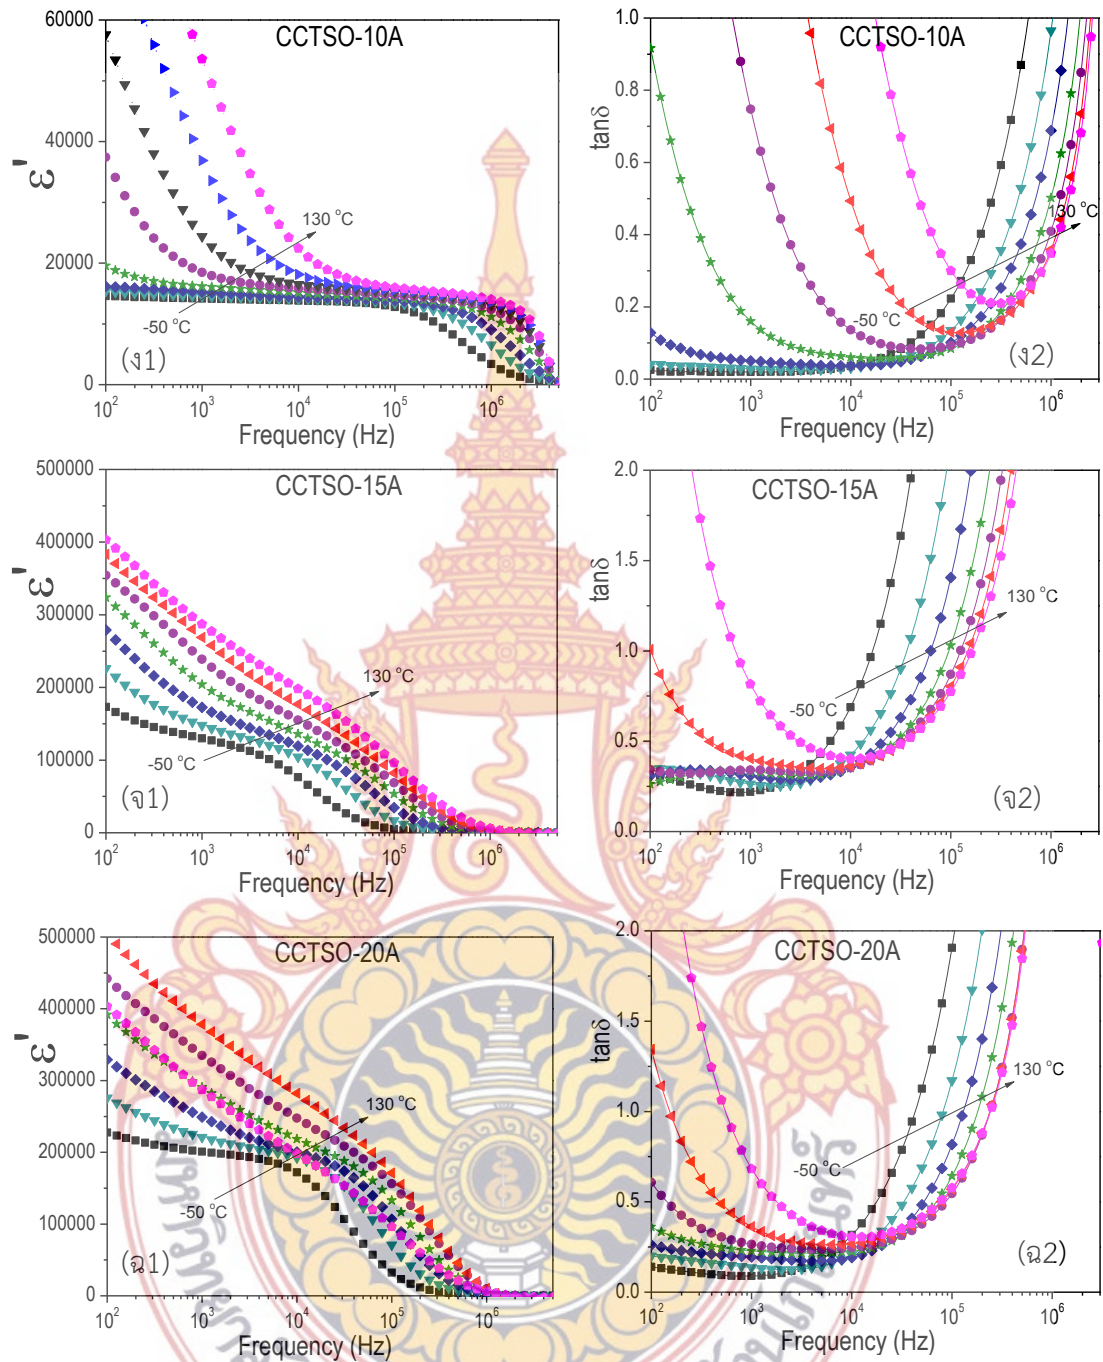 CCTSO-10A
60000
40000
20000
0
ε'
130 °C
-50 °C
(ง1)
10² 10³ 10⁴ 10⁵ 10⁶
Frequency (Hz)
CCTSO-10A
1.0
0.8
0.6
0.4
0.2
0.0
tanδ
130 °C
-50 °C
(ง2)
10² 10³ 10⁴ 10⁵ 10⁶
Frequency (Hz)
CCTSO-15A
500000
400000
300000
200000
100000
0
ε'
130 °C
-50 °C
(จ1)
10² 10³ 10⁴ 10⁵ 10⁶
Frequency (Hz)
CCTSO-15A
2.0
1.5
1.0
0.5
0.0
tanδ
130 °C
-50 °C
(จ2)
10² 10³ 10⁴ 10⁵ 10⁶
Frequency (Hz)
CCTSO-20A
500000
400000
300000
200000
100000
0
ε'
130 °C
-50 °C
(ฉ1)
10² 10³ 10⁴ 10⁵ 10⁶
Frequency (Hz)
CCTSO-20A
2.0
1.5
1.0
0.5
0.0
tanδ
130 °C
-50 °C
(ฉ2)
10² 10³ 10⁴ 10⁵ 10⁶
Frequency (Hz)